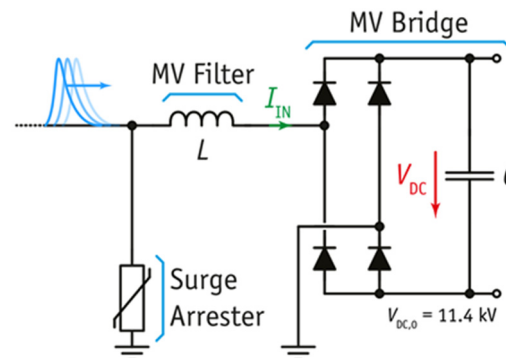 MV Bridge
MV Filter
I_IN
L
V_DC
Surge
Arrester
V_DC,0 = 11.4 kV